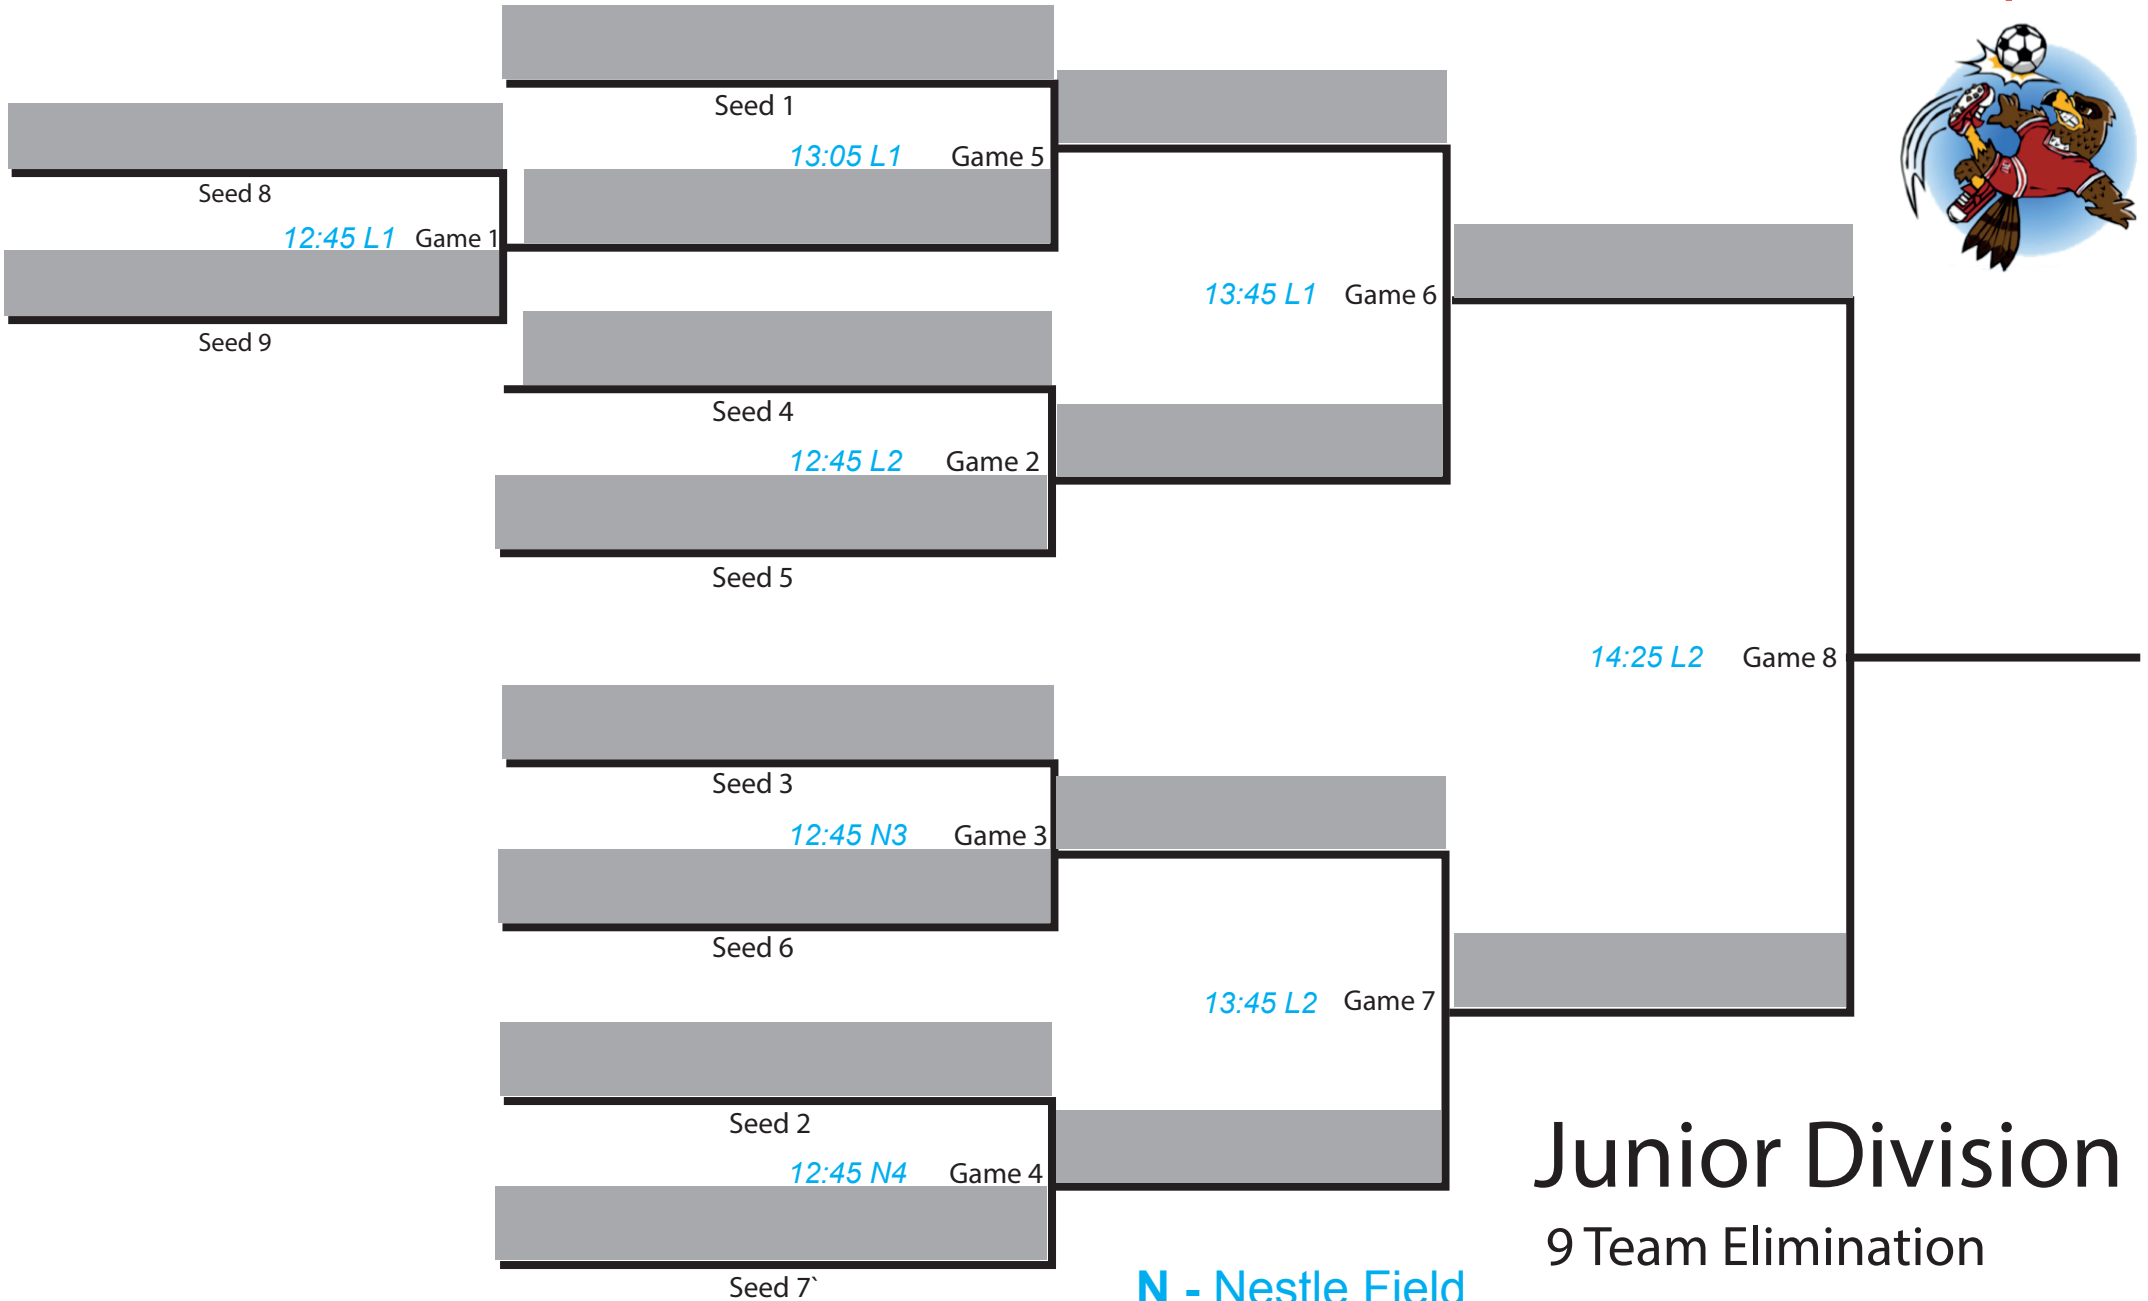 Seed 1
13:05 L1 Game 5
Seed 8
12:45 L1 Game 1
Seed 9
13:45 L1 Game 6
Seed 4
12:45 L2 Game 2
Seed 5
14:25 L2 Game 8
Seed 3
12:45 N3 Game 3
Seed 6
13:45 L2 Game 7
Seed 2
12:45 N4 Game 4
Seed 7`
Junior Division
9 Team Elimination
N - Nestle Field